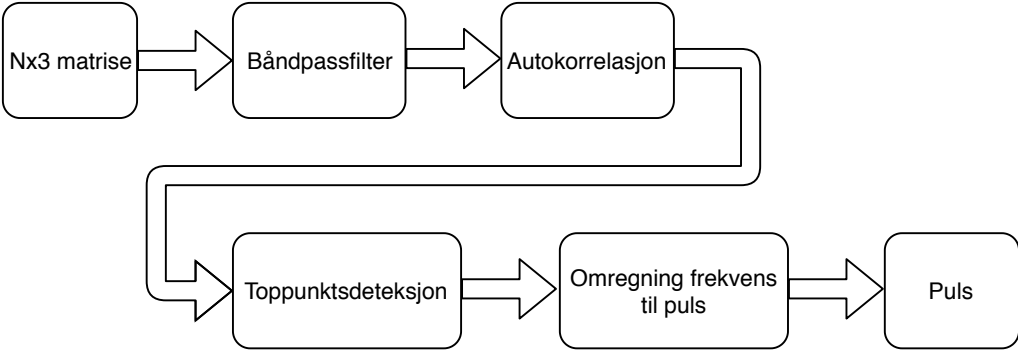 Nx3 matrise
Båndpassfilter
Autokorrelasjon
Toppunktsdeteksjon
Omregning frekvens
til puls
Puls